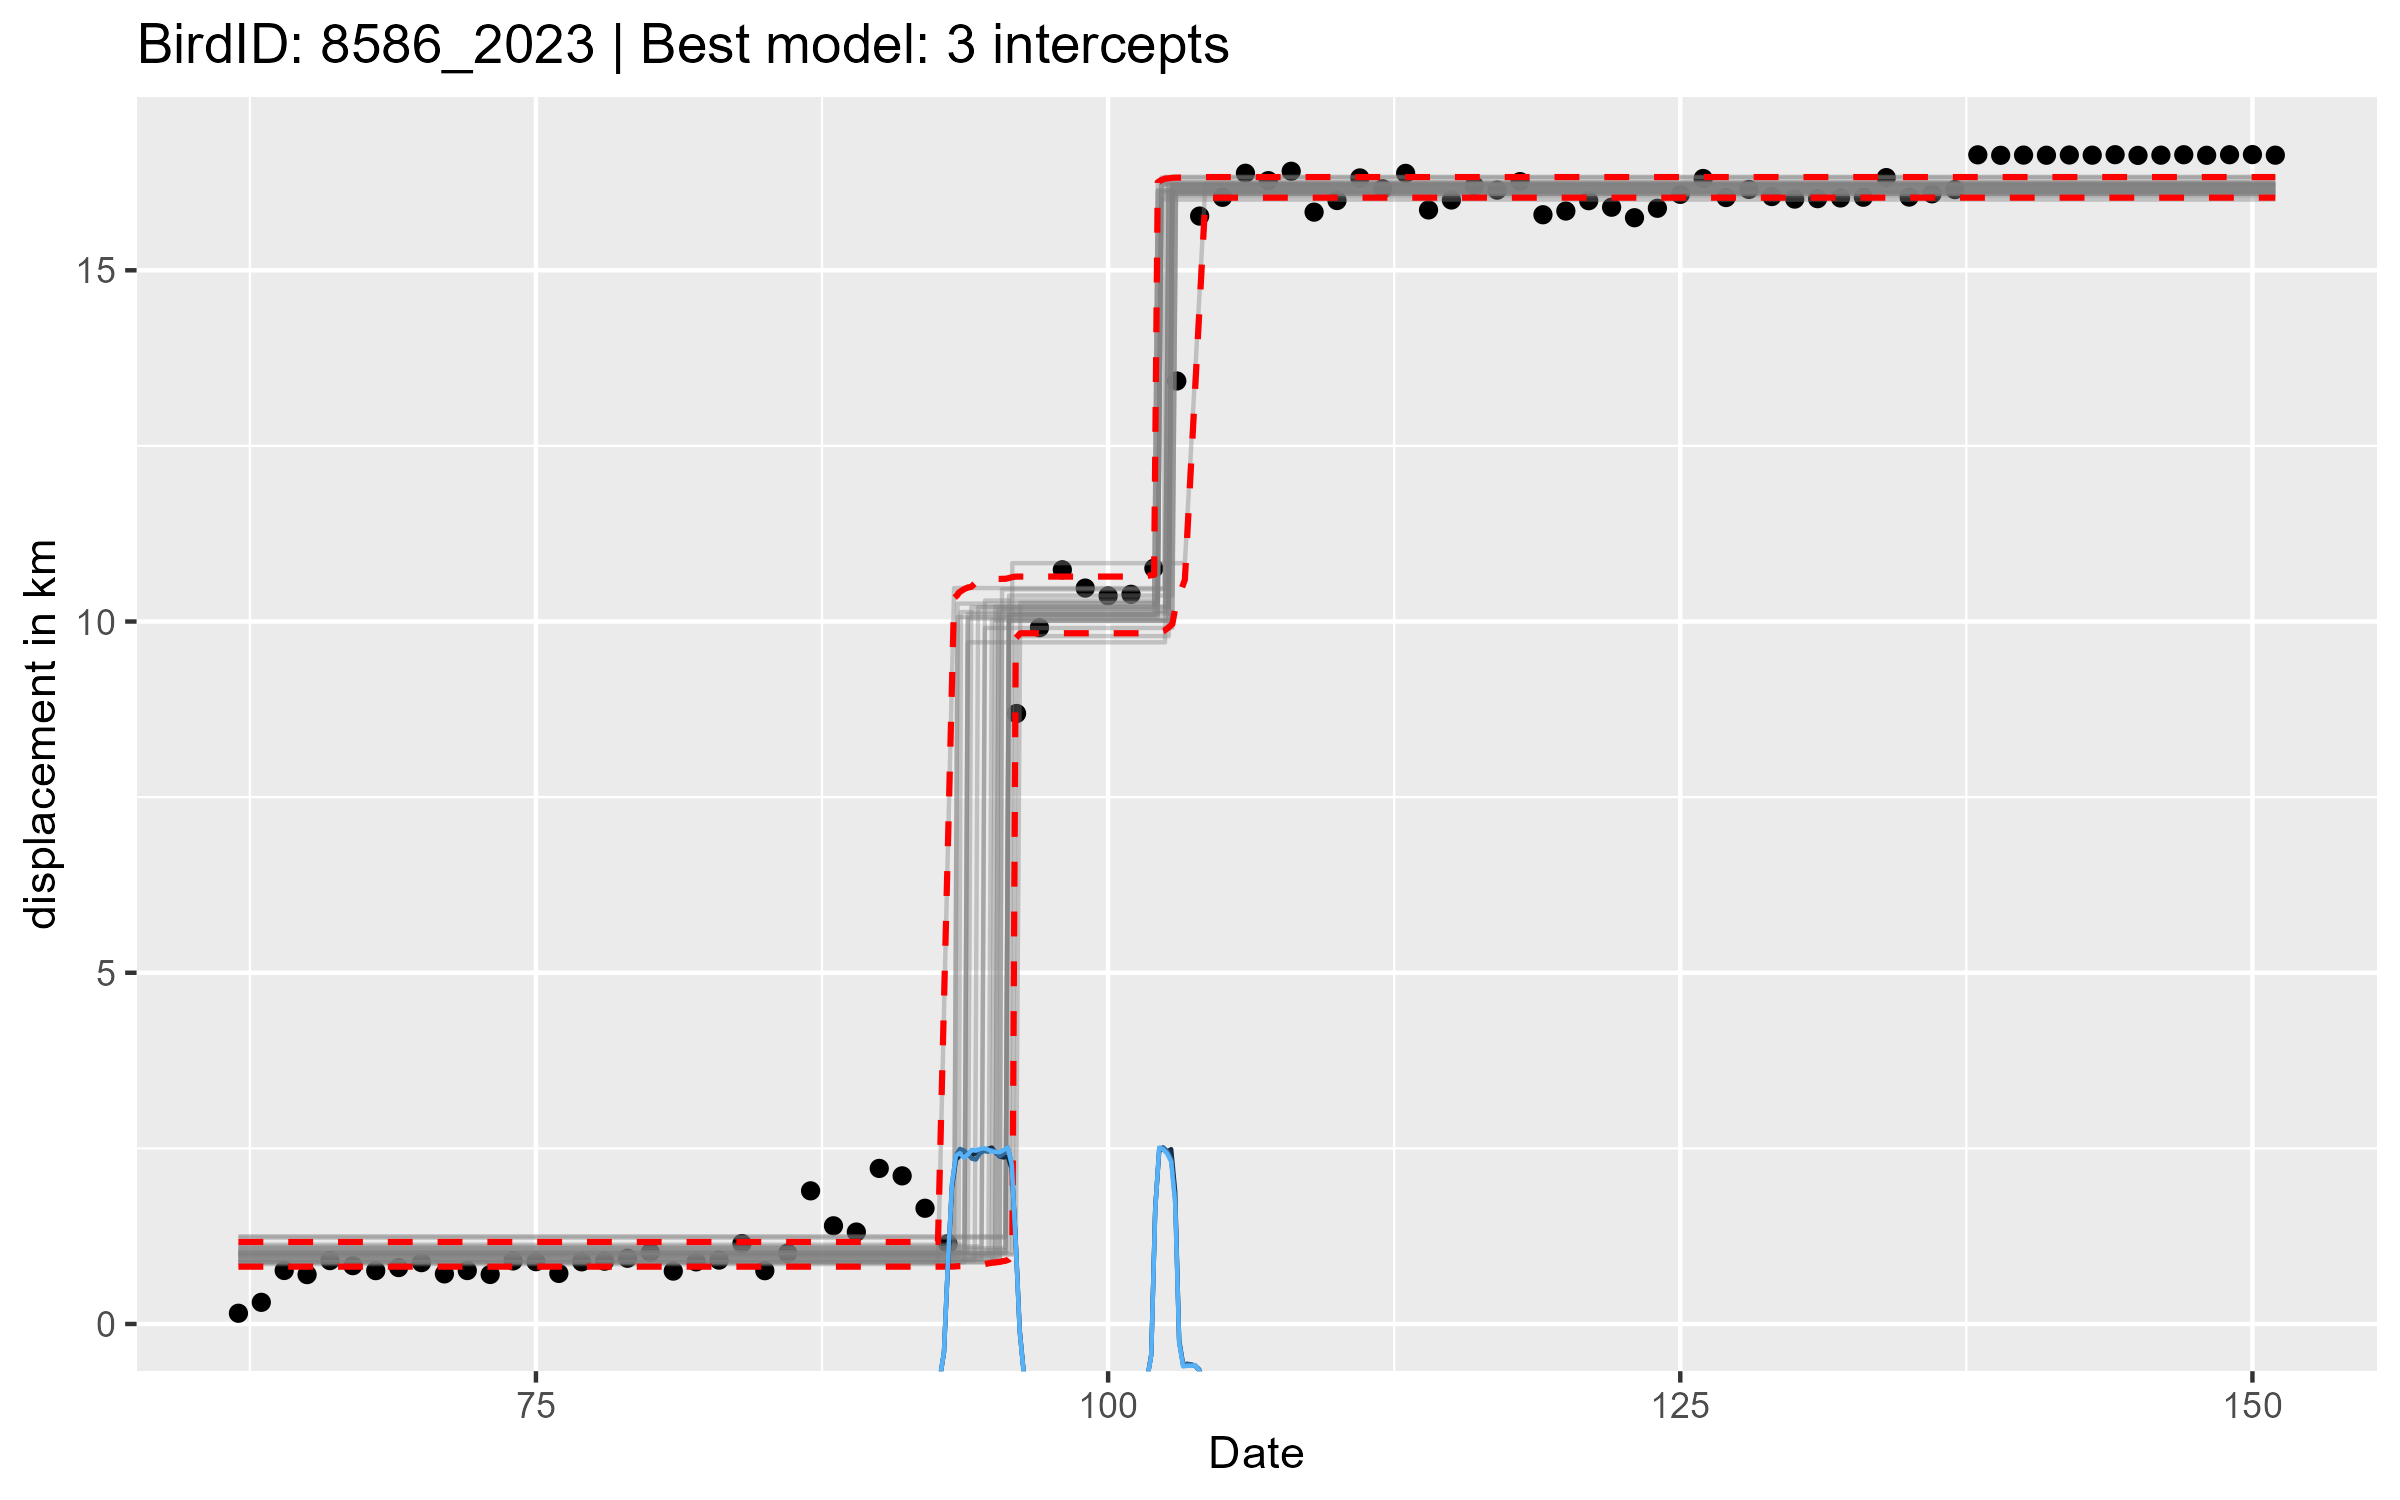 BirdID: 8586_2023 | Best model: 3 intercepts
displacement in km
15
10
5
0
75
100
125
150
Date